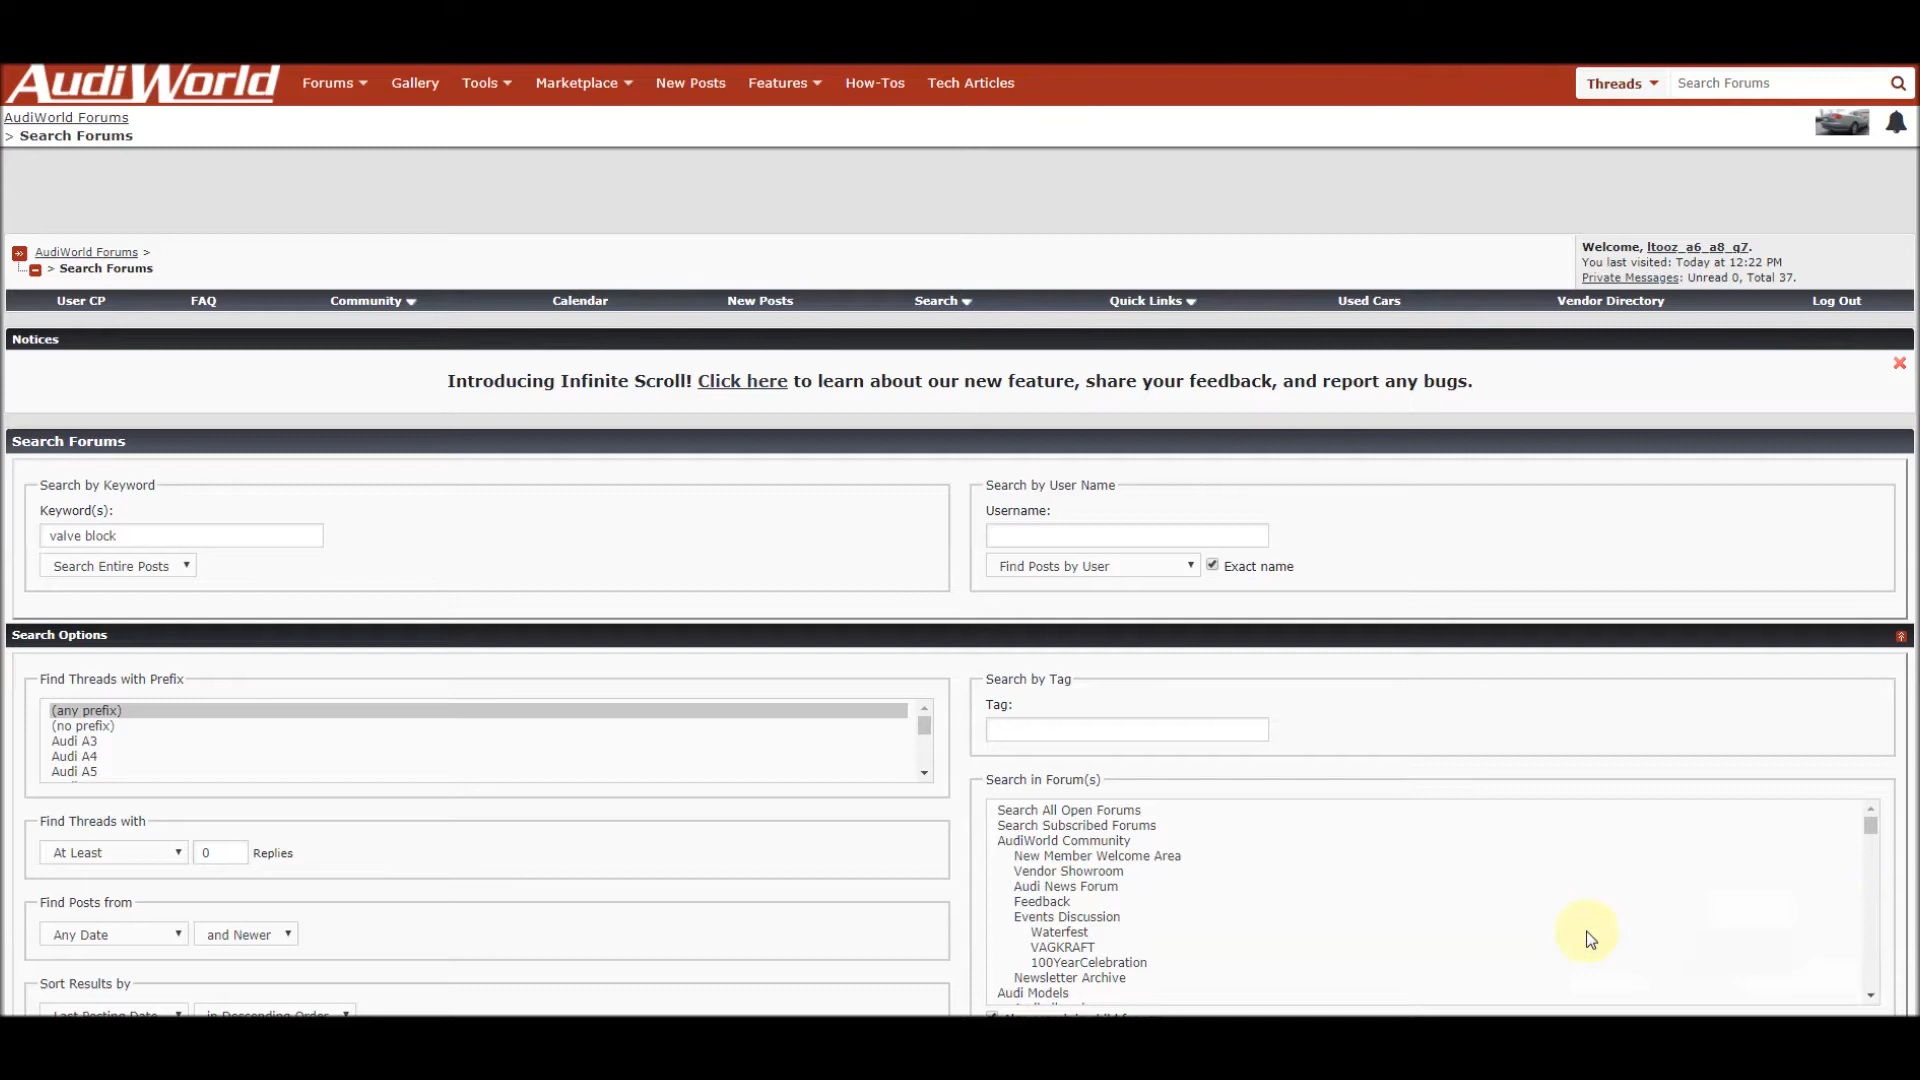 AudiWorld Forums Gallery Tools Marketplace New Posts Features How-Tos Tech Articles Threads Search Forums
AudiWorld Forums
> Search Forums
AudiWorld Forums >
> Search Forums
Welcome, ltooz_a6_a8_q7.
You last visited: Today at 12:22 PM
Private Messages: Unread 0, Total 37.
User CP FAQ Community Calendar New Posts Search Quick Links Used Cars Vendor Directory Log Out
Notices
Introducing Infinite Scroll! Click here to learn about our new feature, share your feedback, and report any bugs.
Search Forums
Search by Keyword
Keyword(s):
valve block
Search Entire Posts
Search by User Name
Username:
Find Posts by User Exact name
Search Options
Find Threads with Prefix
(any prefix)
(no prefix)
Audi A3
Audi A4
Audi A5
Find Threads with
At Least 0 Replies
Find Posts from
Any Date and Newer
Sort Results by
Last Posting Date in Descending Order
Search by Tag
Tag:
Search in Forum(s)
Search All Open Forums
Search Subscribed Forums
AudiWorld Community
New Member Welcome Area
Vendor Showroom
Audi News Forum
Feedback
Events Discussion
Waterfest
VAGKRAFT
100YearCelebration
Newsletter Archive
Audi Models